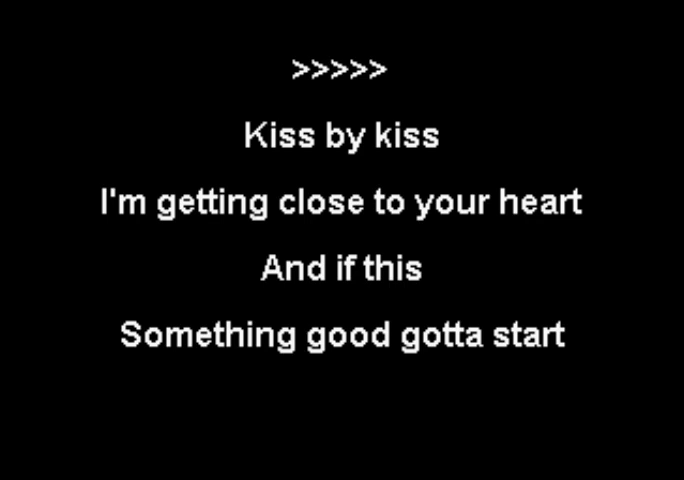 >>>>>
Kiss by kiss
I'm getting close to your heart
And if this
Something good gotta start